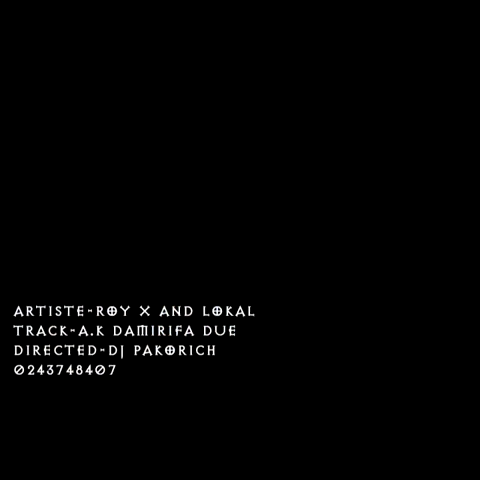 ARTISTE-ROY X AND LOKAL
TRACK-A.K DAMIRIFA DUE
DIRECTED-DJ PAKORICH
0243748407